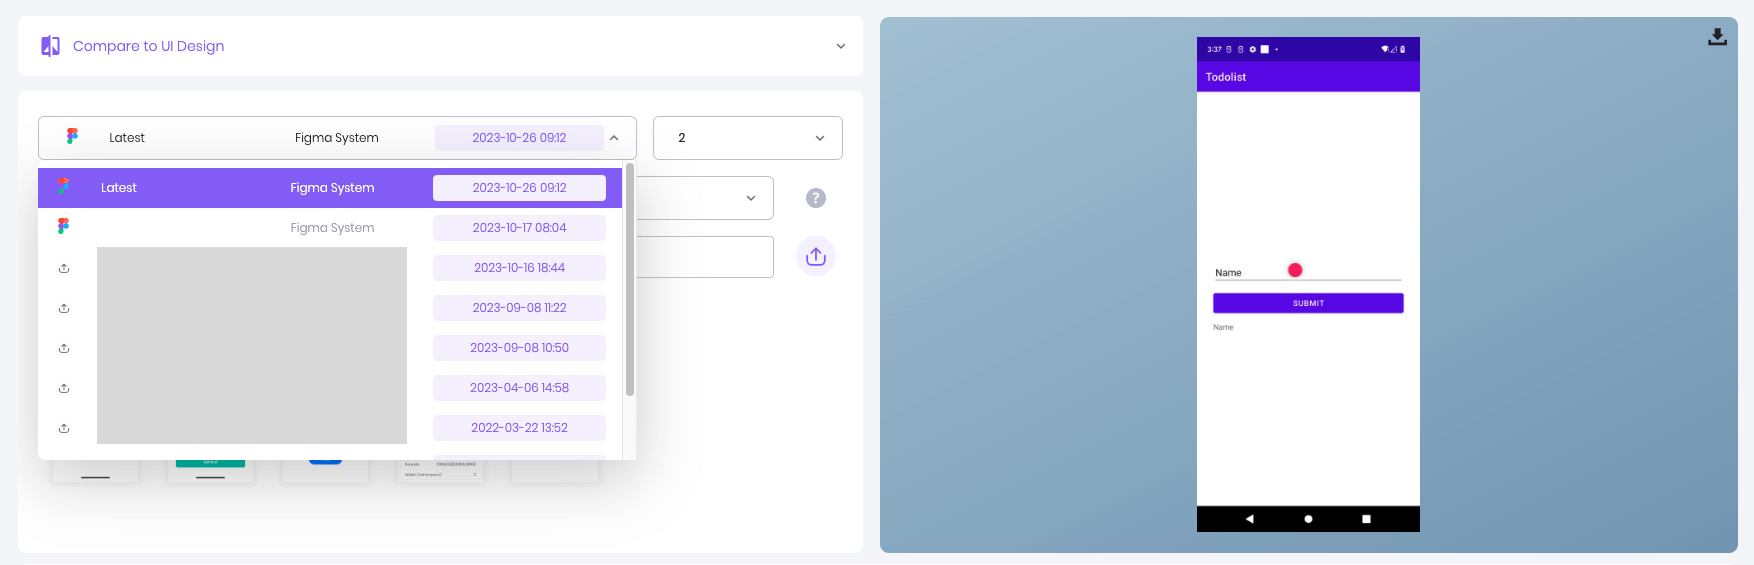 Compare to UI Design
Latest Figma System 2023-10-26 09:12 2
Latest Figma System 2023-10-26 09:12
Figma System 2023-10-17 08:04
?
2023-10-16 18:44
2023-09-08 11:22
2023-09-08 10:50
2023-04-06 14:58
2022-03-22 13:52
3:37
Todolist
Name
SUBMIT
Name